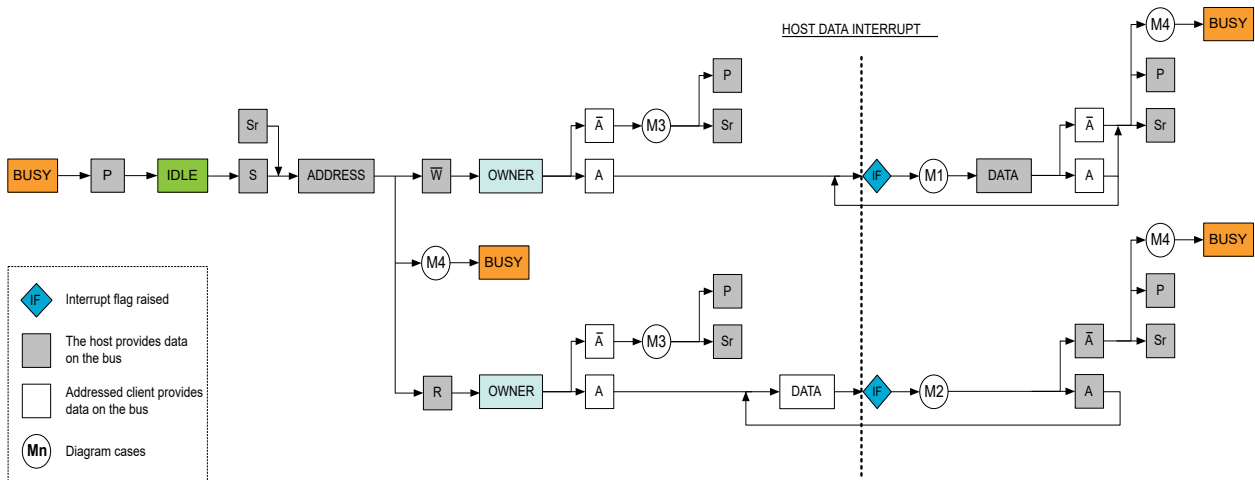 M4 BUSY
HOST DATA INTERRUPT
P P
Sr A̅ M3 Sr A̅ Sr
BUSY P IDLE S ADDRESS W̅ OWNER A IF M1 DATA A
M4 BUSY
M4 BUSY
P P
IF Interrupt flag raised
A̅ M3 Sr A̅ Sr
The host provides data
on the bus
R OWNER A DATA IF M2 A
Addressed client provides
data on the bus
Mn Diagram cases